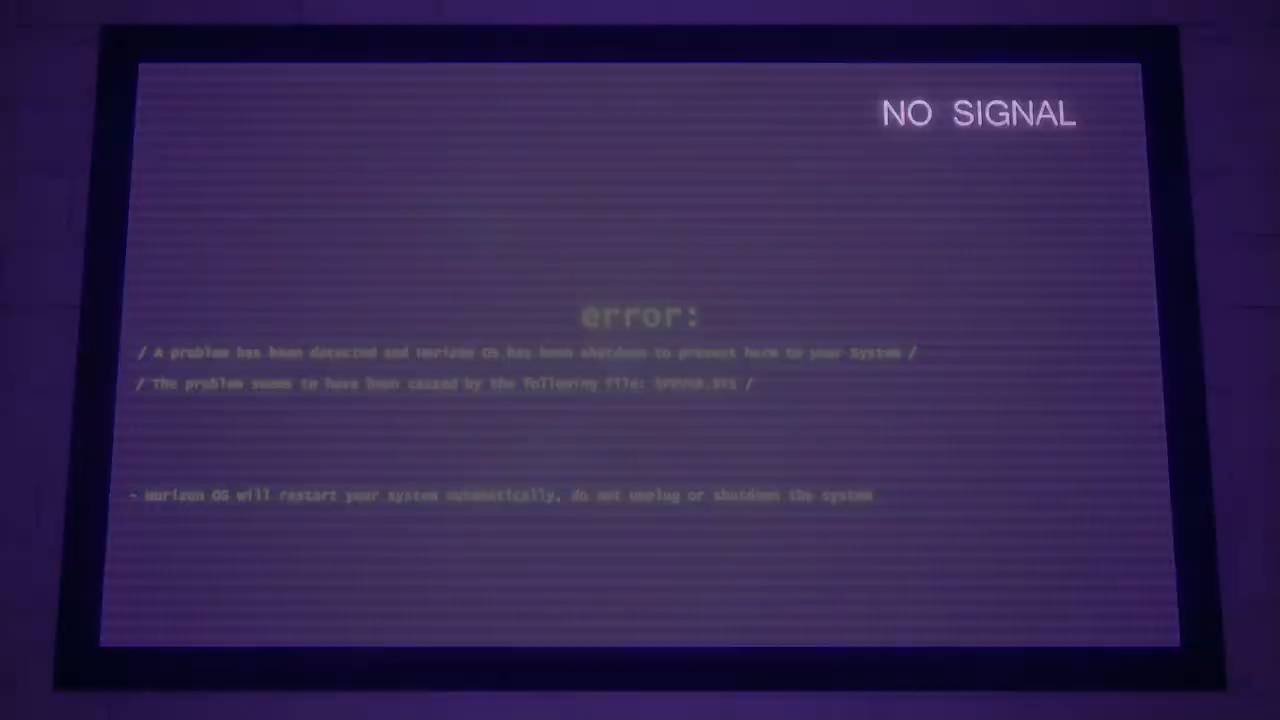 NO SIGNAL
error:
/ A problem has been detected and Horizon OS has been shutdown to prevent harm to your System /
/ The problem seems to have been caused by the following file: /
- Horizon OS will restart your system automatically, do not unplug or shutdown the system